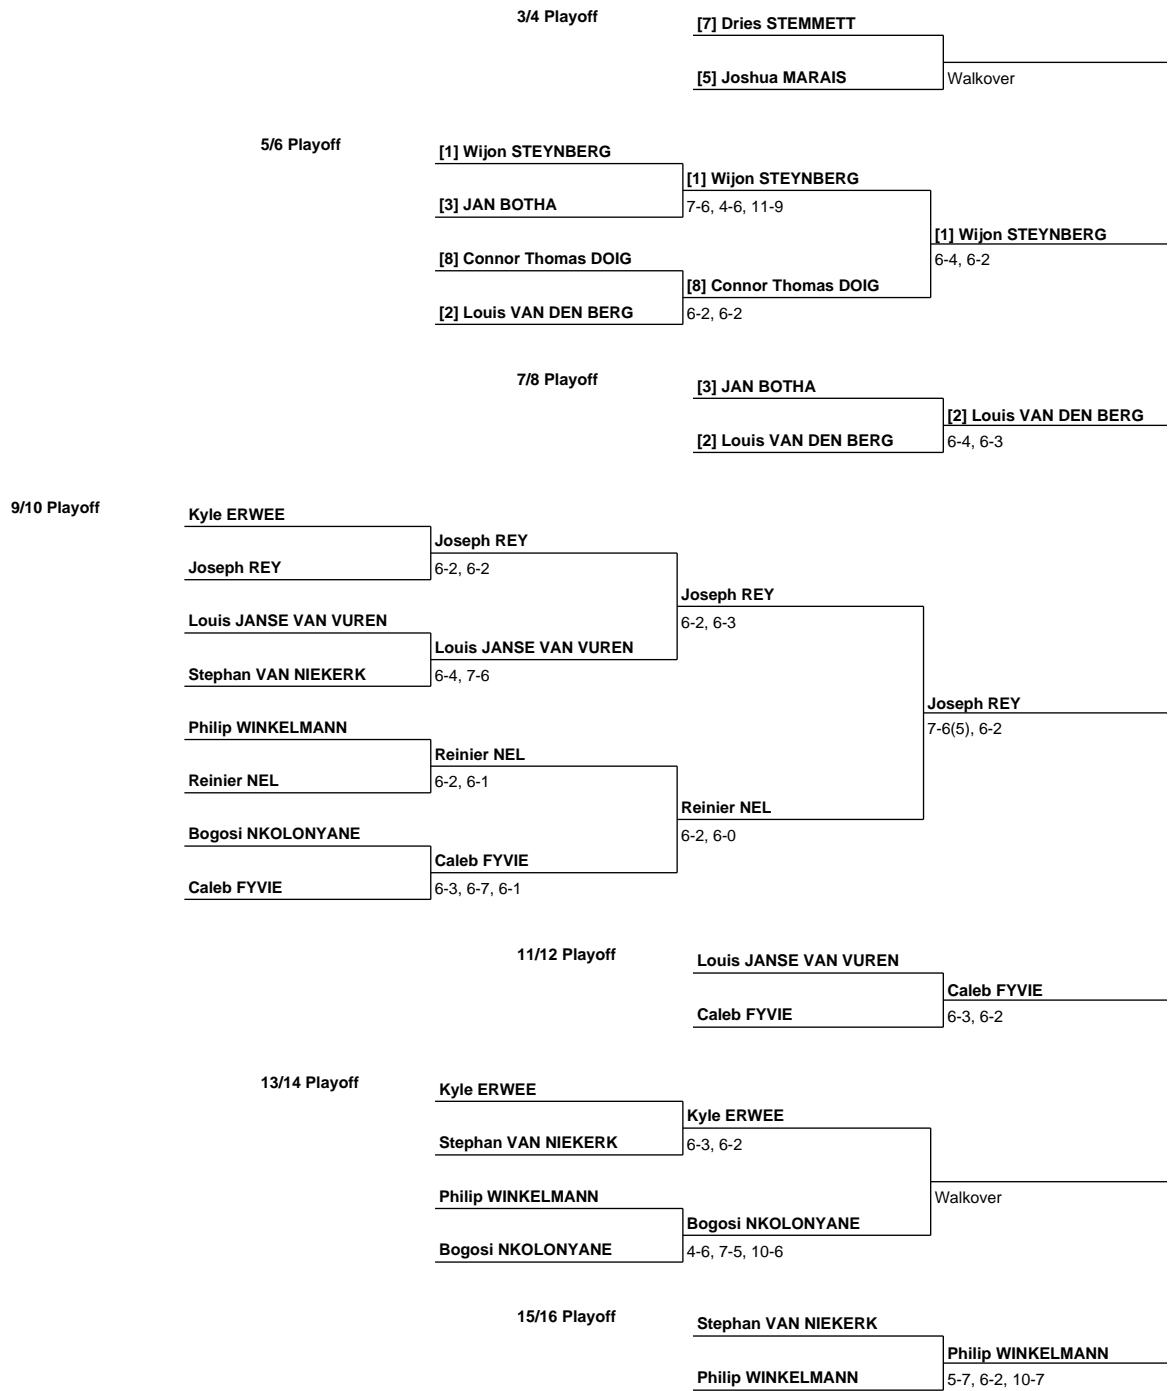 3/4 Playoff
[7] Dries STEMMETT
[5] Joshua MARAIS
Walkover
5/6 Playoff
[1] Wijon STEYNBERG
[1] Wijon STEYNBERG
[3] JAN BOTHA
7-6, 4-6, 11-9
[1] Wijon STEYNBERG
[8] Connor Thomas DOIG
6-4, 6-2
[8] Connor Thomas DOIG
[2] Louis VAN DEN BERG
6-2, 6-2
7/8 Playoff
[3] JAN BOTHA
[2] Louis VAN DEN BERG
[2] Louis VAN DEN BERG
6-4, 6-3
9/10 Playoff
Kyle ERWEE
Joseph REY
Joseph REY
6-2, 6-2
Joseph REY
Louis JANSE VAN VUREN
6-2, 6-3
Louis JANSE VAN VUREN
Stephan VAN NIEKERK
6-4, 7-6
Joseph REY
Philip WINKELMANN
7-6(5), 6-2
Reinier NEL
Reinier NEL
6-2, 6-1
Reinier NEL
Bogosi NKOLONYANE
6-2, 6-0
Caleb FYVIE
Caleb FYVIE
6-3, 6-7, 6-1
11/12 Playoff
Louis JANSE VAN VUREN
Caleb FYVIE
Caleb FYVIE
6-3, 6-2
13/14 Playoff
Kyle ERWEE
Kyle ERWEE
Stephan VAN NIEKERK
6-3, 6-2
Philip WINKELMANN
Walkover
Bogosi NKOLONYANE
Bogosi NKOLONYANE
4-6, 7-5, 10-6
15/16 Playoff
Stephan VAN NIEKERK
Philip WINKELMANN
Philip WINKELMANN
5-7, 6-2, 10-7